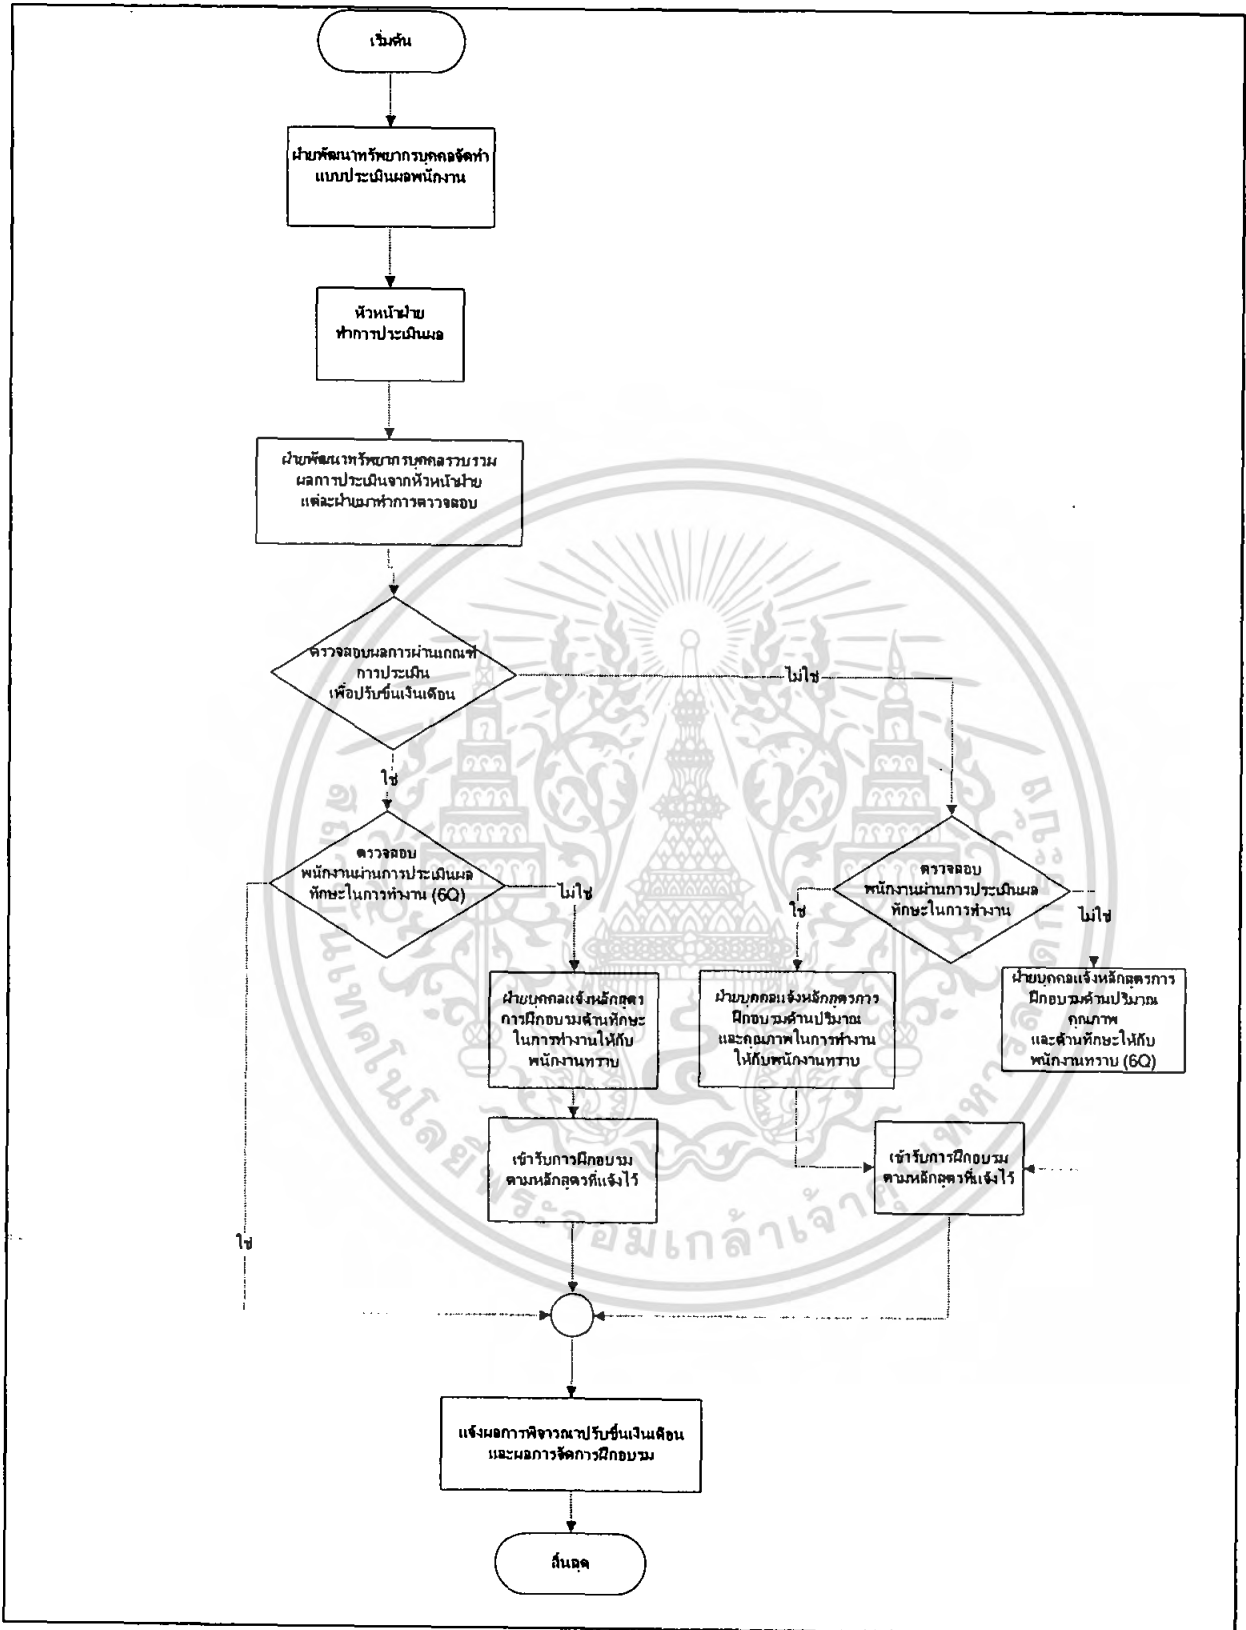 เริ่มต้น
ฝ่ายพัฒนาทรัพยากรบุคคลจัดทำ
แบบประเมินผลพนักงาน
หัวหน้าฝ่าย
ทำการประเมินผล
ฝ่ายพัฒนาทรัพยากรบุคคลรวบรวม
ผลการประเมินจากหัวหน้าฝ่าย
แต่ละฝ่ายมาทำการตรวจสอบ
ตรวจสอบผลการผ่านเกณฑ์
การประเมิน
เพื่อปรับขึ้นเงินเดือน
ไม่ใช่
ใช่
ตรวจสอบ
พนักงานผ่านการประเมินผล
ทักษะในการทำงาน (6Q)
ไม่ใช่
ตรวจสอบ
พนักงานผ่านการประเมินผล
ทักษะในการทำงาน
ใช่
ไม่ใช่
ฝ่ายบุคคลแจ้งหลักสูตร
การฝึกอบรมด้านทักษะ
ในการทำงานให้กับ
พนักงานทราบ
ฝ่ายบุคคลแจ้งหลักสูตรการ
ฝึกอบรมด้านปริมาณ
และคุณภาพในการทำงาน
ให้กับพนักงานทราบ
ฝ่ายบุคคลแจ้งหลักสูตรการ
ฝึกอบรมด้านปริมาณ
คุณภาพ
และด้านทักษะให้กับ
พนักงานทราบ (6Q)
เข้ารับการฝึกอบรม
ตามหลักสูตรที่แจ้งไว้
เข้ารับการฝึกอบรม
ตามหลักสูตรที่แจ้งไว้
ใช่
แจ้งผลการพิจารณาปรับขึ้นเงินเดือน
และผลการจัดการฝึกอบรม
สิ้นสุด